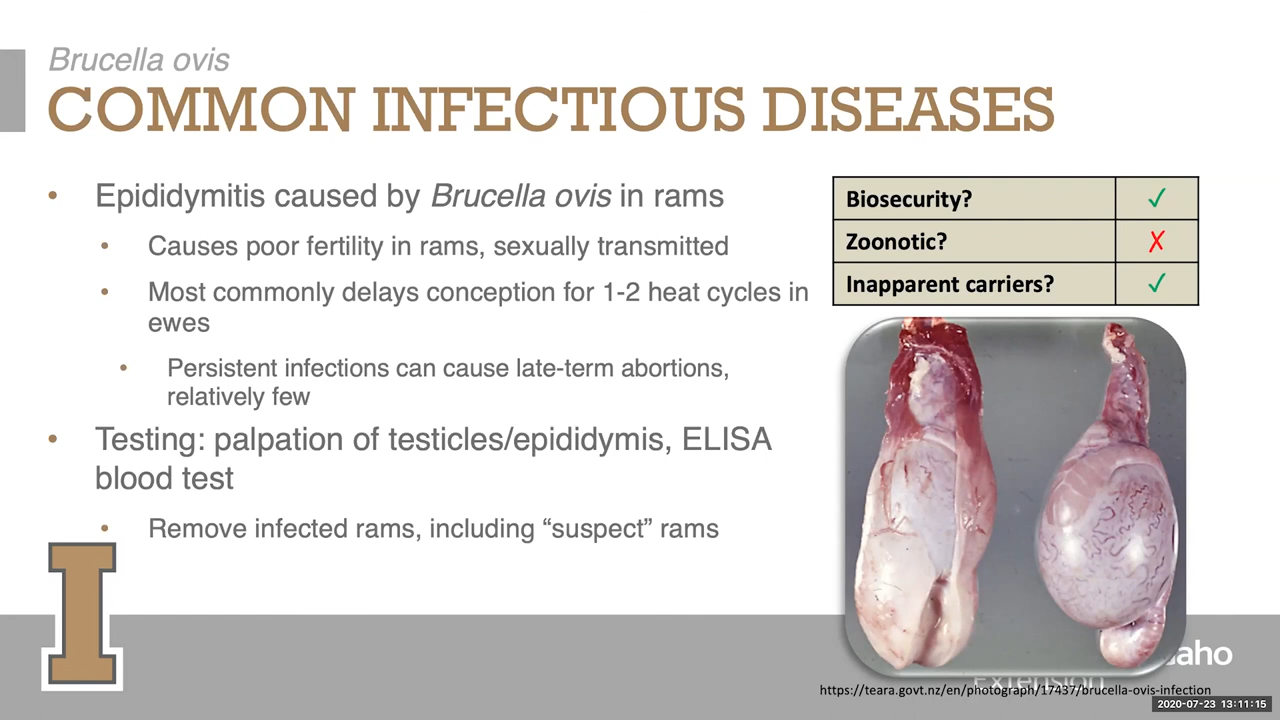 Brucella ovis
COMMON INFECTIOUS DISEASES
• Epididymitis caused by Brucella ovis in rams
• Causes poor fertility in rams, sexually transmitted
• Most commonly delays conception for 1-2 heat cycles in
ewes
• Persistent infections can cause late-term abortions,
relatively few
• Testing: palpation of testicles/epididymis, ELISA
blood test
• Remove infected rams, including “suspect” rams
Biosecurity? ✓
Zoonotic? ✗
Inapparent carriers? ✓
I
aho
Extension
https://teara.govt.nz/en/photograph/17437/brucella-ovis-infection
2020-07-23 13:11:15